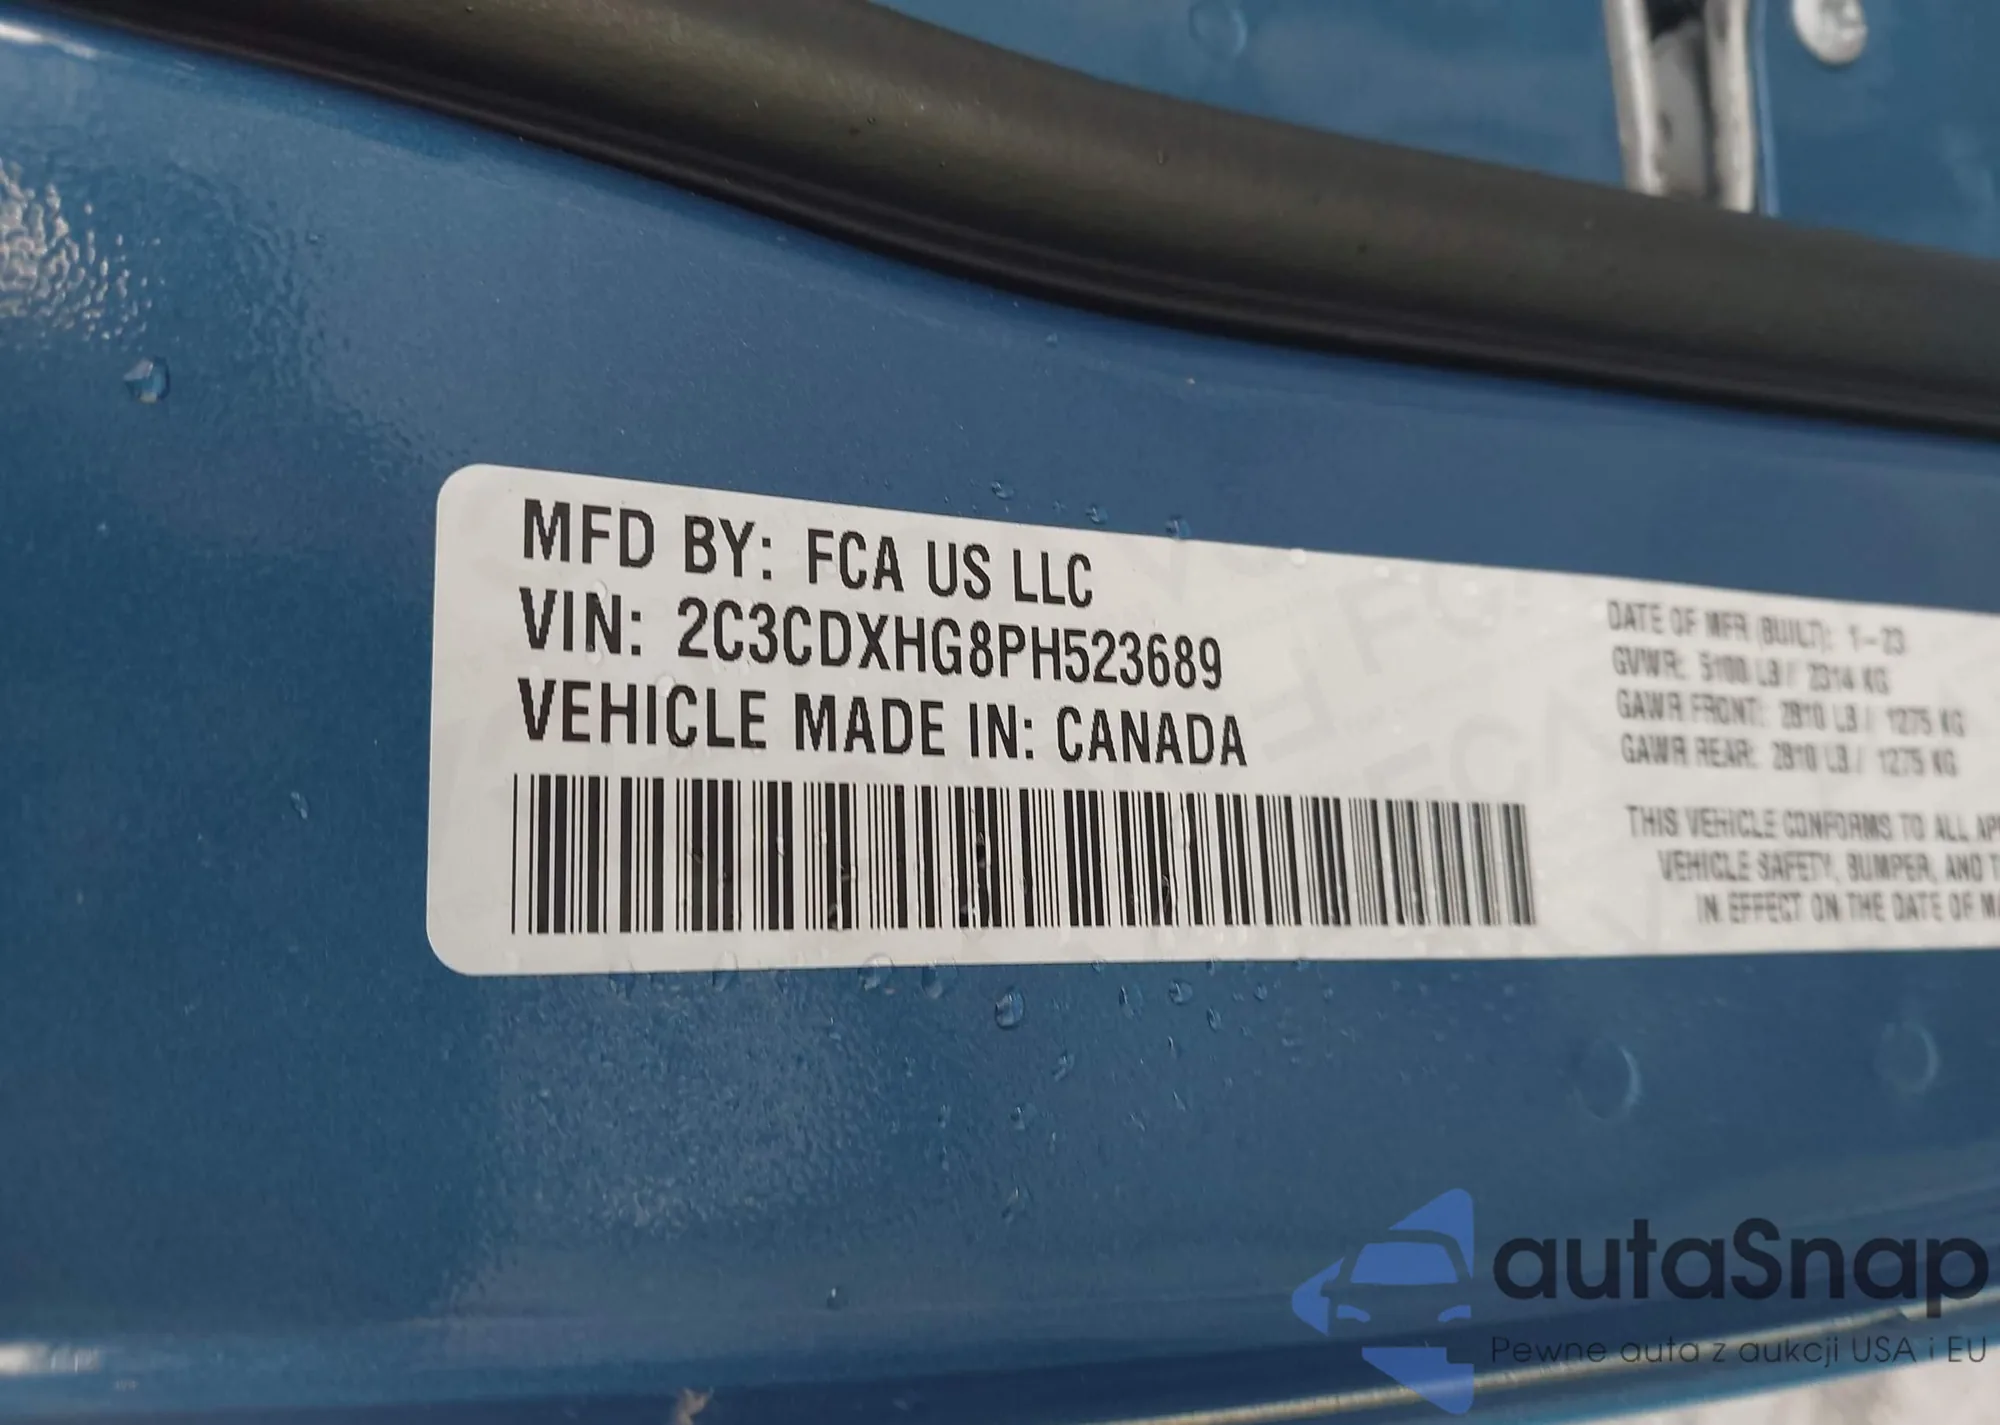 MFD BY: FCA US LLC
VIN: 2C3CDXHG8PH523689
VEHICLE MADE IN: CANADA
DATE OF MFR (BUILT): 1-23
GVWR: 5100 LB / 2314 KG
GAWR FRONT: 2810 LB / 1275 KG
GAWR REAR: 2810 LB / 1275 KG
THIS VEHICLE CONFORMS TO ALL
VEHICLE SAFETY, BUMPER, AND
IN EFFECT ON THE DATE OF
autaSnap
Pewne auta z aukcji USA i EU